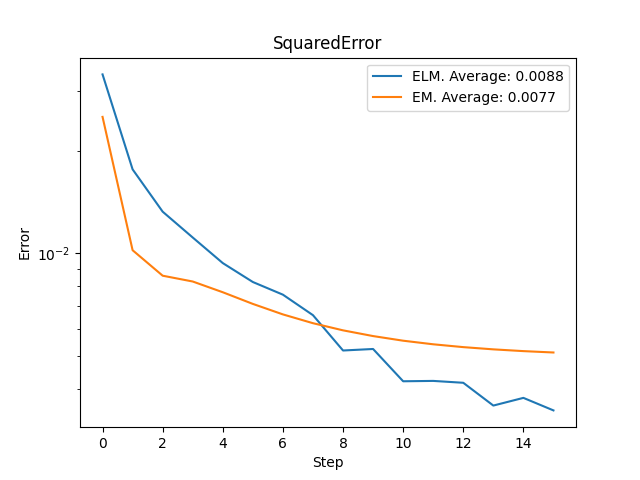 SquaredError
ELM. Average: 0.0088
EM. Average: 0.0077
Error
10⁻²
0 2 4 6 8 10 12 14
Step